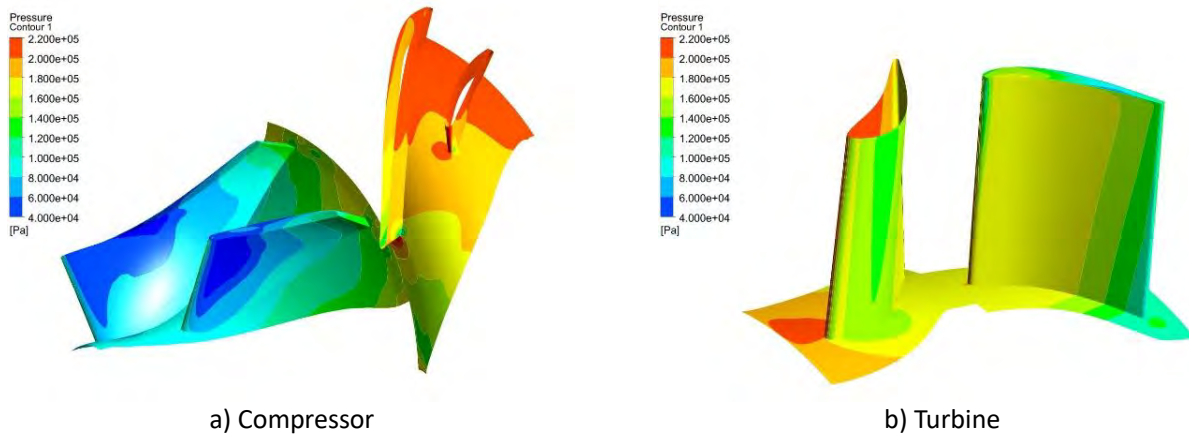 Pressure
Contour 1
2.200e+05
2.000e+05
1.800e+05
1.600e+05
1.400e+05
1.200e+05
1.000e+05
8.000e+04
6.000e+04
4.000e+04
[Pa]
Pressure
Contour 1
2.200e+05
2.000e+05
1.800e+05
1.600e+05
1.400e+05
1.200e+05
1.000e+05
8.000e+04
6.000e+04
4.000e+04
[Pa]
a) Compressor
b) Turbine